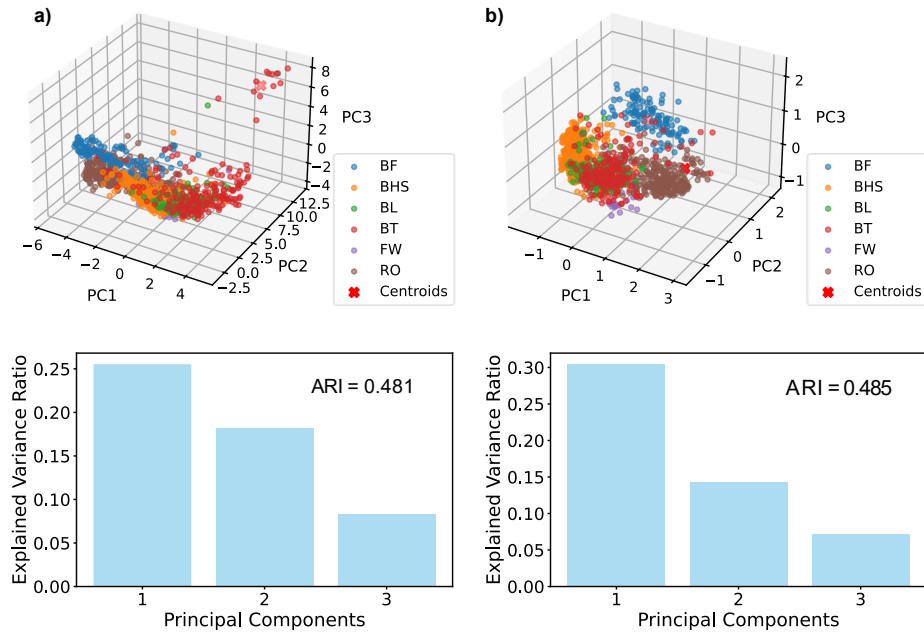 a)
8
6
4
2
0
−2
−4
PC3
12.5
10.0
7.5
5.0
2.5
0.0
−2.5
PC2
−6
−4
−2
0
2
4
PC1
BF
BHS
BL
BT
FW
RO
Centroids
b)
2
1
0
−1
PC3
2
1
0
−1
PC2
−1
0
1
2
3
PC1
BF
BHS
BL
BT
FW
RO
Centroids
Explained Variance Ratio
0.25
0.20
0.15
0.10
0.05
0.00
ARI = 0.481
1 2 3
Principal Components
Explained Variance Ratio
0.30
0.25
0.20
0.15
0.10
0.05
0.00
ARI = 0.485
1 2 3
Principal Components